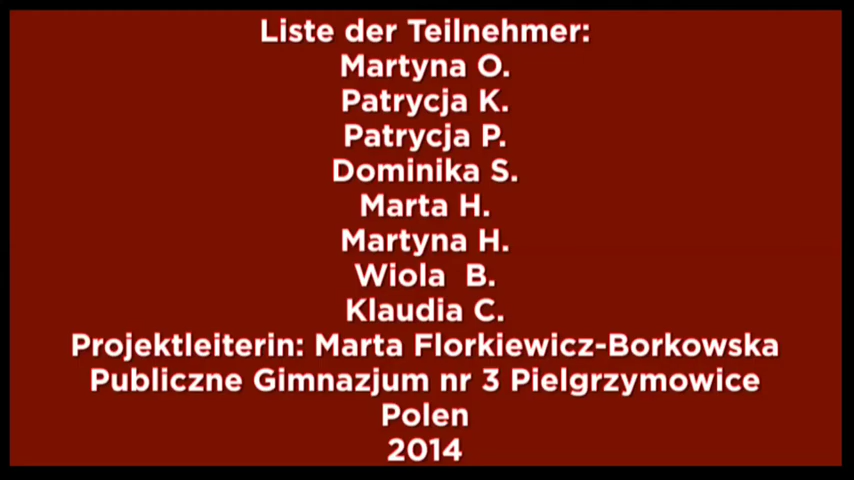 Liste der Teilnehmer:
Martyna O.
Patrycja K.
Patrycja P.
Dominika S.
Marta H.
Martyna H.
Wiola  B.
Klaudia C.
Projektleiterin: Marta Florkiewicz-Borkowska
Publiczne Gimnazjum nr 3 Pielgrzymowice
Polen
2014